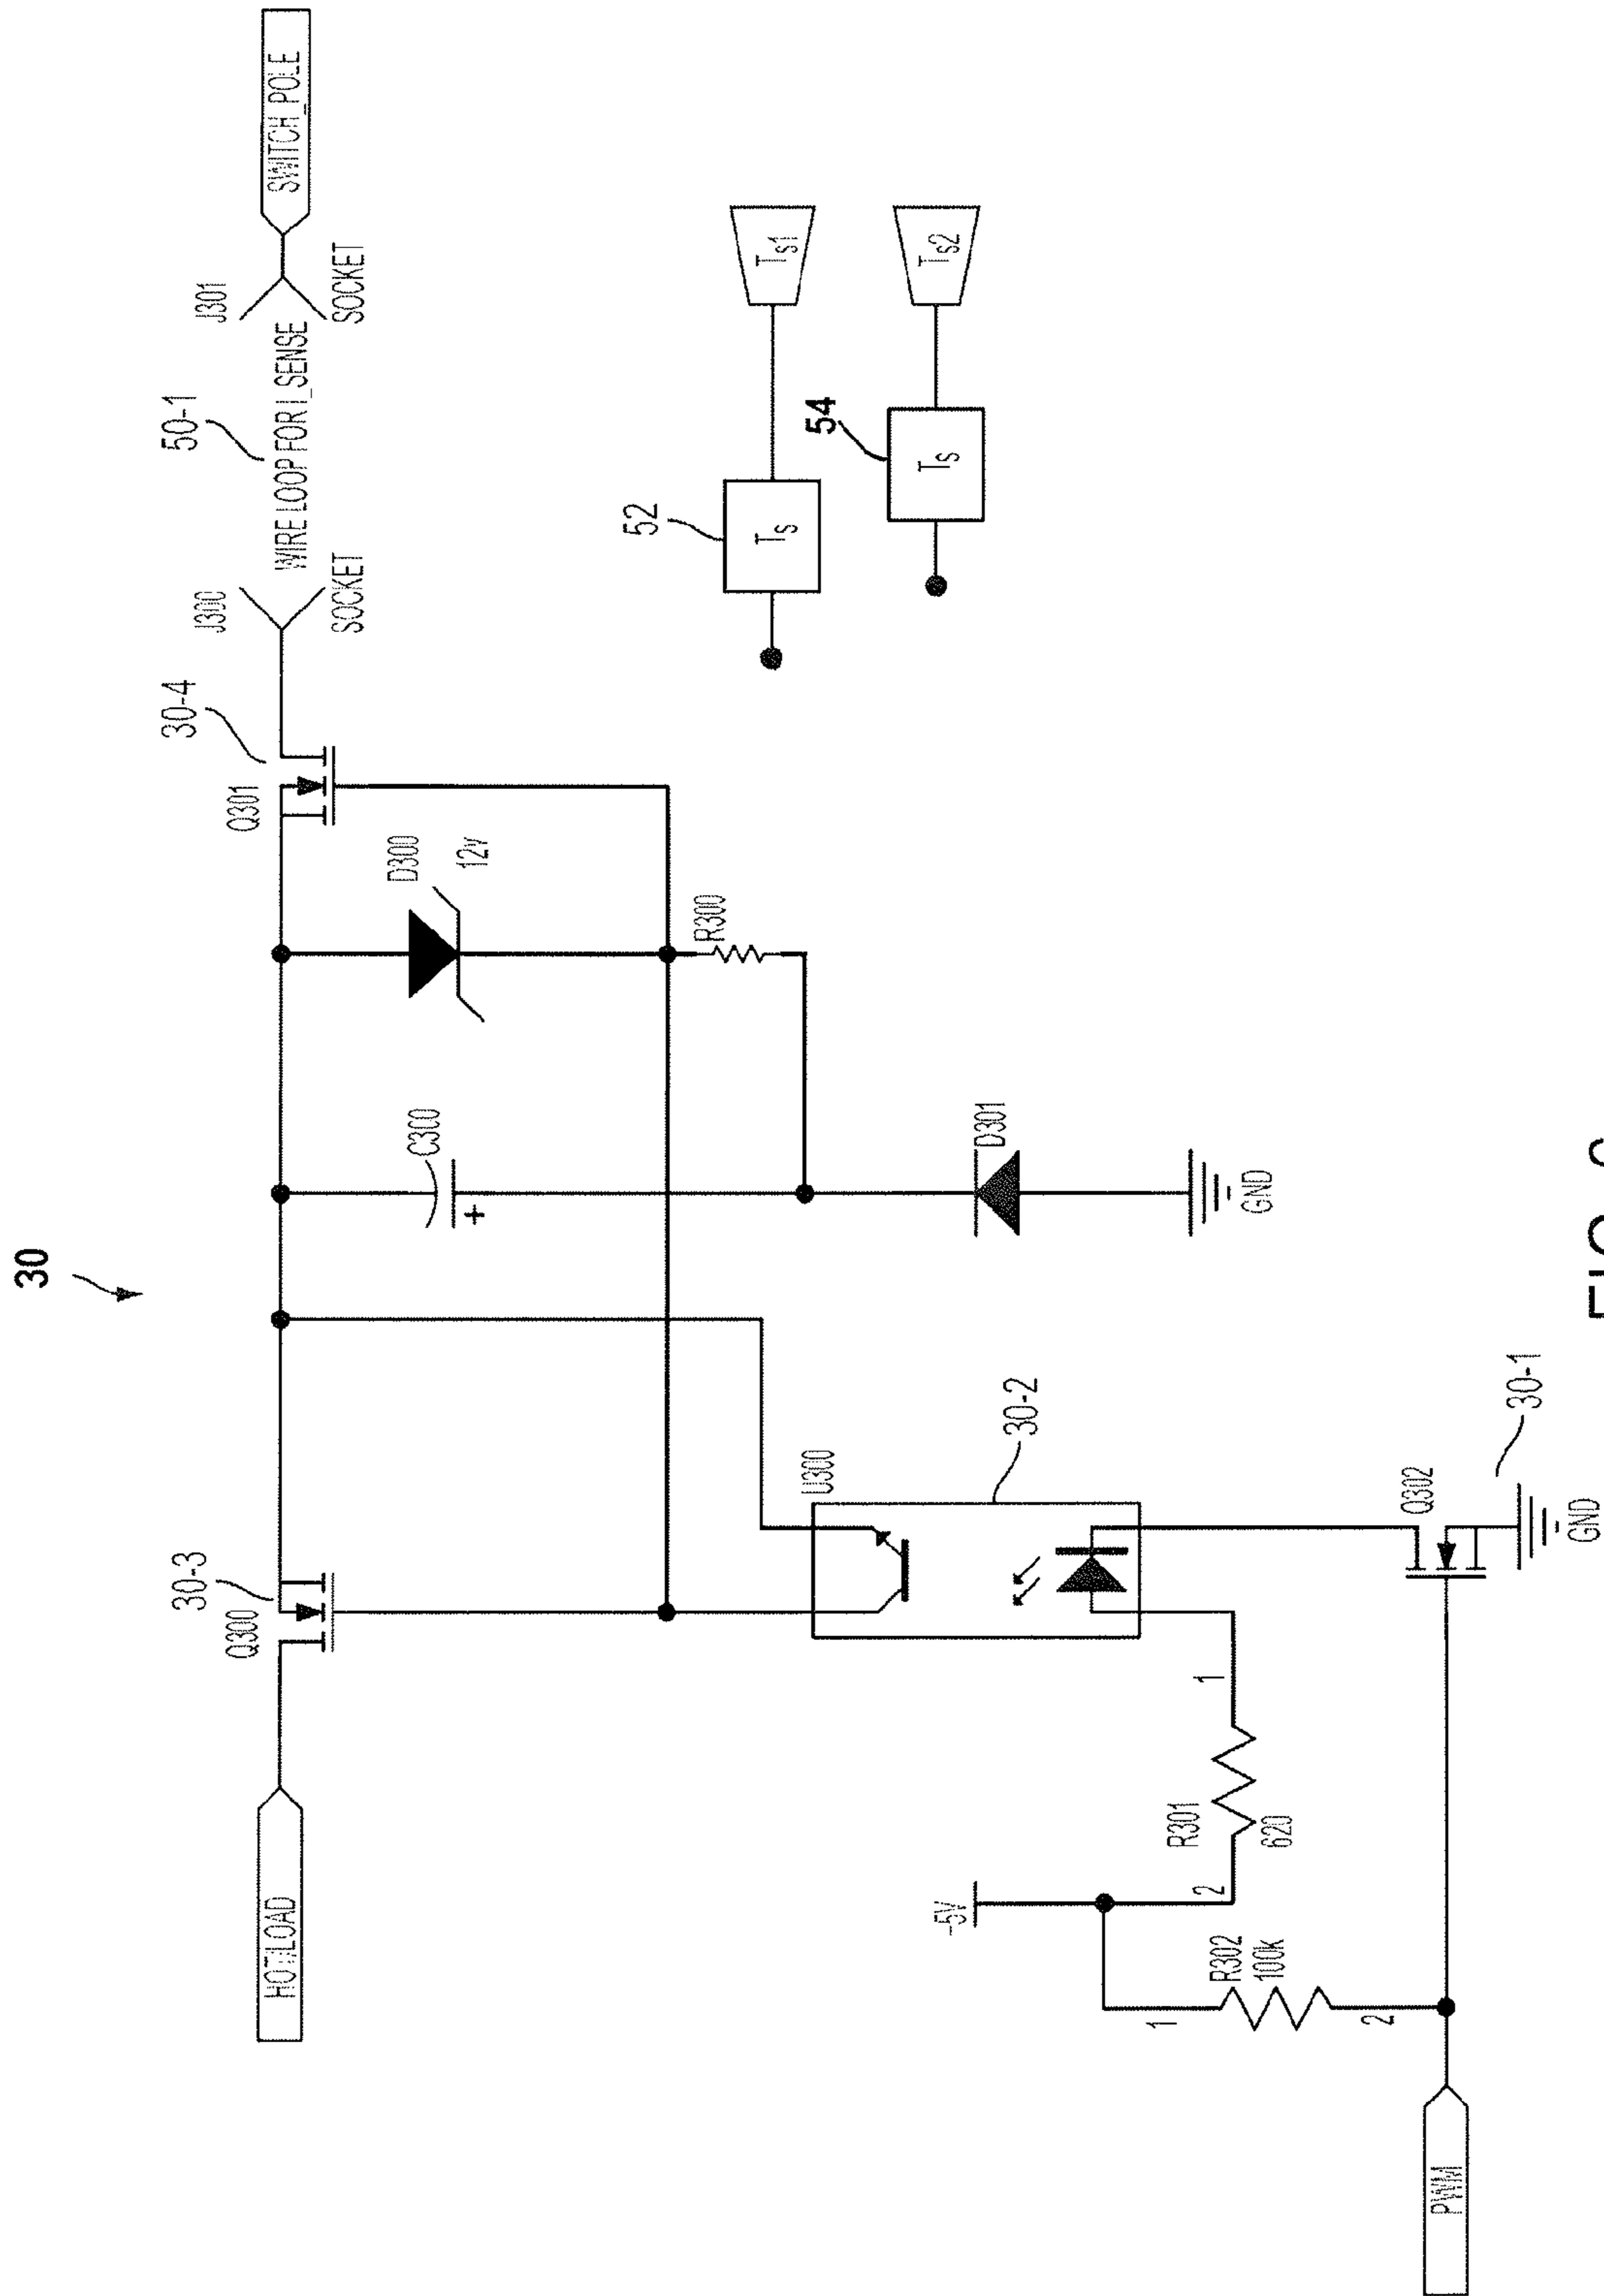 30
HOT/LOAD
Q300
30-3
Q301
30-4
J300
SOCKET
50-1
WIRE LOOP FOR I_SENSE
J301
SOCKET
SWITCH_POLE
C300
+
D300
12v
R300
D301
GND
52
Ts
Ts1
54
Ts
Ts2
U300
30-2
-5V
R301
620
1
2
R302
100k
1
2
PWM
Q302
30-1
GND